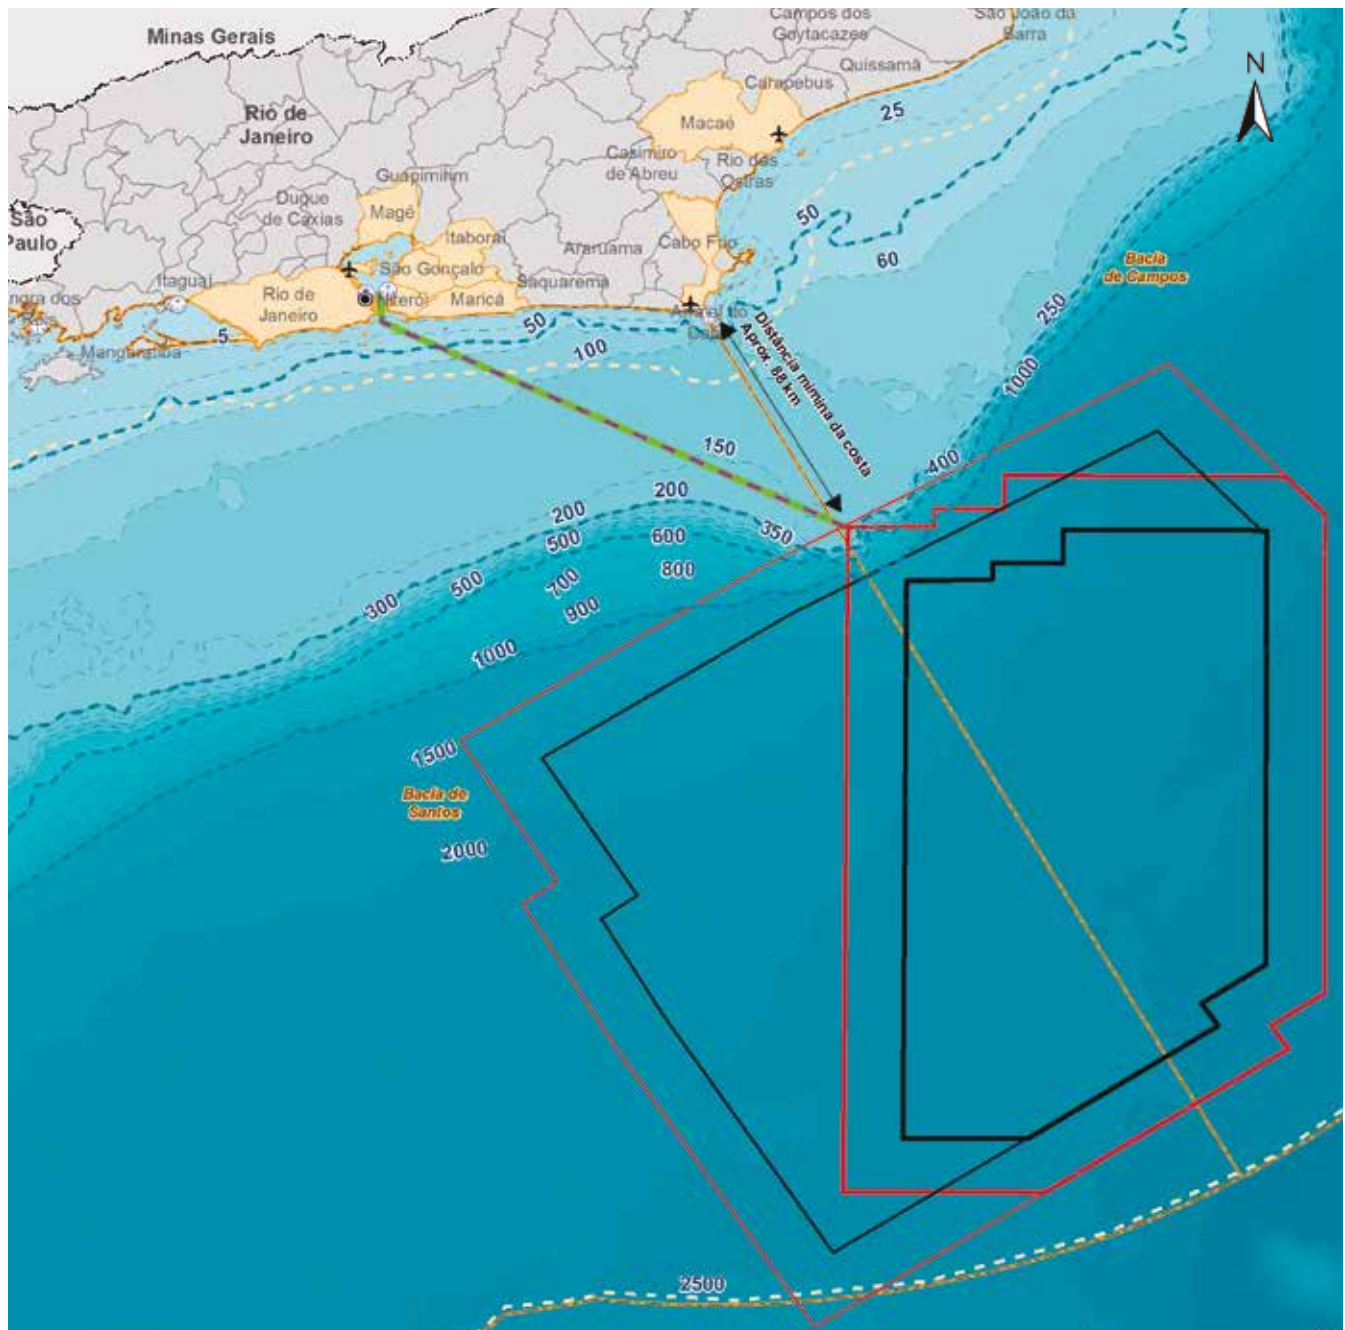 Campos dos
Goytacazes
São João da
Barra
Minas Gerais
Quissamã
Carapebus
N
Rio de
Janeiro
25
Macaé
Casimiro
de Abreu
Rio das
Ostras
Guapimirim
Duque
de Caxias
Magé
São
Paulo
50
Itaboraí
Araruama
Cabo Frio
60
Bacia
de Campos
São Gonçalo
Itaguaí
Saquarema
Rio de
Janeiro
Niterói
Maricá
250
5
50
100
Mangaratiba
Distância mimina da costa
Aprox. 68 km
1000
150
400
200
200
350
500
600
300
500
700
800
900
1000
1500
Bacia de
Santos
2000
2500